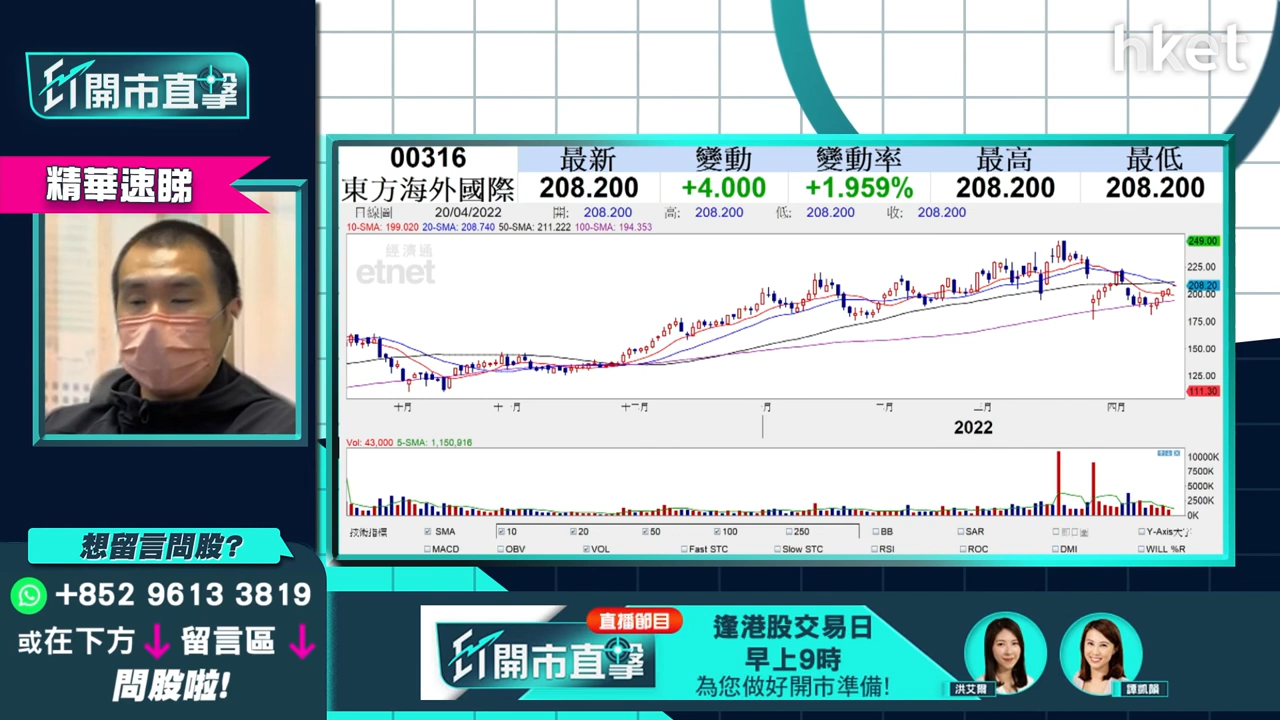 hket
ET開市直擊
精華速睇
想留言問股?
+852 9613 3819
或在下方↓留言區↓
問股啦!
00316
東方海外國際
最新 變動 變動率 最高 最低
208.200 +4.000 +1.959% 208.200 208.200
日線圖 20/04/2022 開: 208.200 高: 208.200 低: 208.200 收: 208.200
10-SMA: 199.020 20-SMA: 208.740 50-SMA: 211.222 100-SMA: 194.353
經濟通
etnet
249.00
225.00
208.20
200.00
175.00
150.00
125.00
111.30
十月 十一月 十二月 一月 二月 三月 四月
2022
Vol: 43,000 5-SMA: 1,150,916
10000K
7500K
5000K
2500K
0K
技術指標 SMA 10 20 50 100 250 BB SAR Y-Axis大字
MACD OBV VOL Fast STC Slow STC RSI ROC DMI WILL %R
直播節目
ET開市直擊
逢港股交易日
早上9時
為您做好開市準備!
洪艾爾
譚凱韻